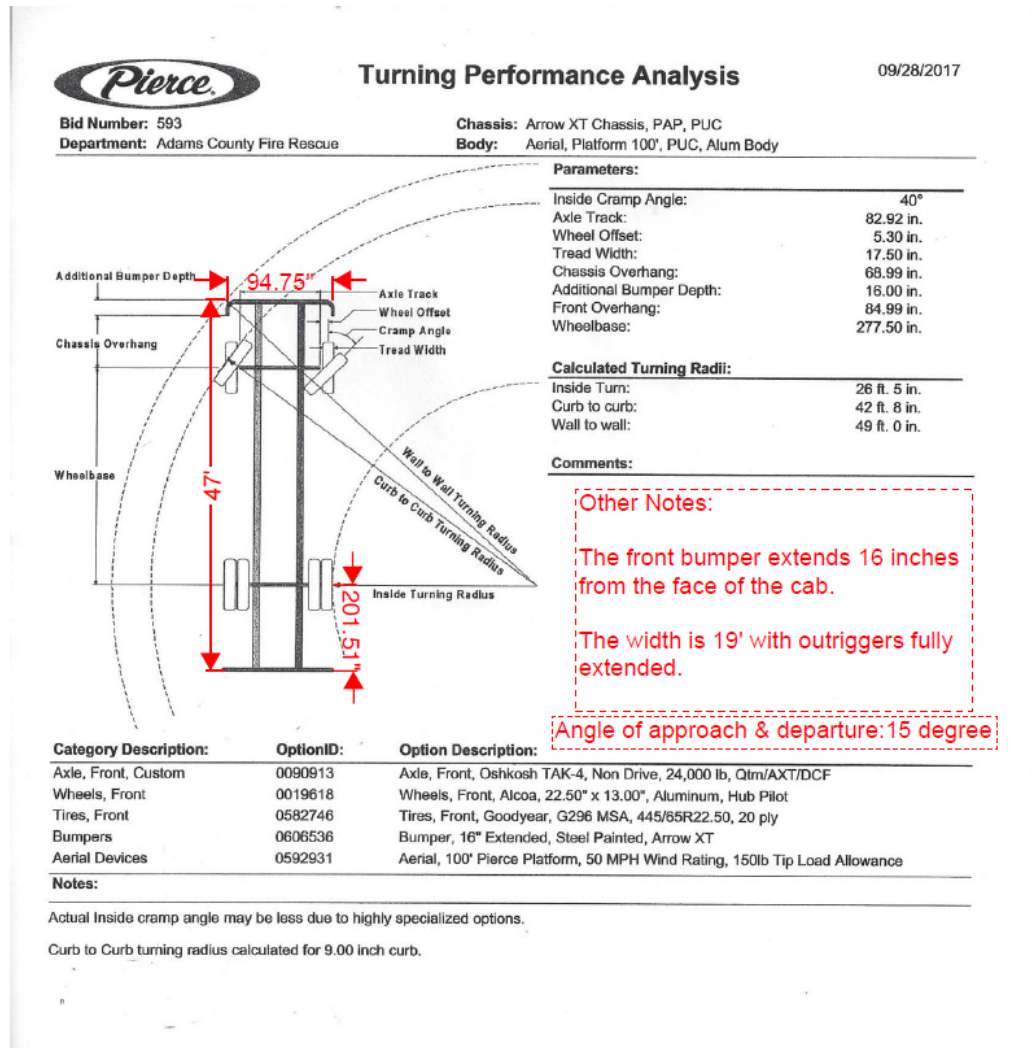 Pierce
Turning Performance Analysis
09/28/2017
Bid Number: 593
Chassis: Arrow XT Chassis, PAP, PUC
Department: Adams County Fire Rescue
Body: Aerial, Platform 100', PUC, Alum Body
Parameters:
Inside Cramp Angle: 40°
Axle Track: 82.92 in.
Wheel Offset: 5.30 in.
Tread Width: 17.50 in.
Chassis Overhang: 68.99 in.
Additional Bumper Depth: 16.00 in.
Front Overhang: 84.99 in.
Wheelbase: 277.50 in.
Calculated Turning Radii:
Inside Turn: 26 ft. 5 in.
Curb to curb: 42 ft. 8 in.
Wall to wall: 49 ft. 0 in.
Comments:
Additional Bumper Depth
94.75"
Axle Track
Wheel Offset
Cramp Angle
Tread Width
Chassis Overhang
Wheelbase
47'
Wall to Wall Turning Radius
Curb to Curb Turning Radius
Inside Turning Radius
201.51"
Other Notes:
The front bumper extends 16 inches
from the face of the cab.
The width is 19' with outriggers fully
extended.
Angle of approach & departure:15 degree
Category Description: OptionID: Option Description:
Axle, Front, Custom 0090913 Axle, Front, Oshkosh TAK-4, Non Drive, 24,000 lb, Qtm/AXT/DCF
Wheels, Front 0019618 Wheels, Front, Alcoa, 22.50" x 13.00", Aluminum, Hub Pilot
Tires, Front 0582746 Tires, Front, Goodyear, G296 MSA, 445/65R22.50, 20 ply
Bumpers 0606536 Bumper, 16" Extended, Steel Painted, Arrow XT
Aerial Devices 0592931 Aerial, 100' Pierce Platform, 50 MPH Wind Rating, 150lb Tip Load Allowance
Notes:
Actual Inside cramp angle may be less due to highly specialized options.
Curb to Curb turning radius calculated for 9.00 inch curb.